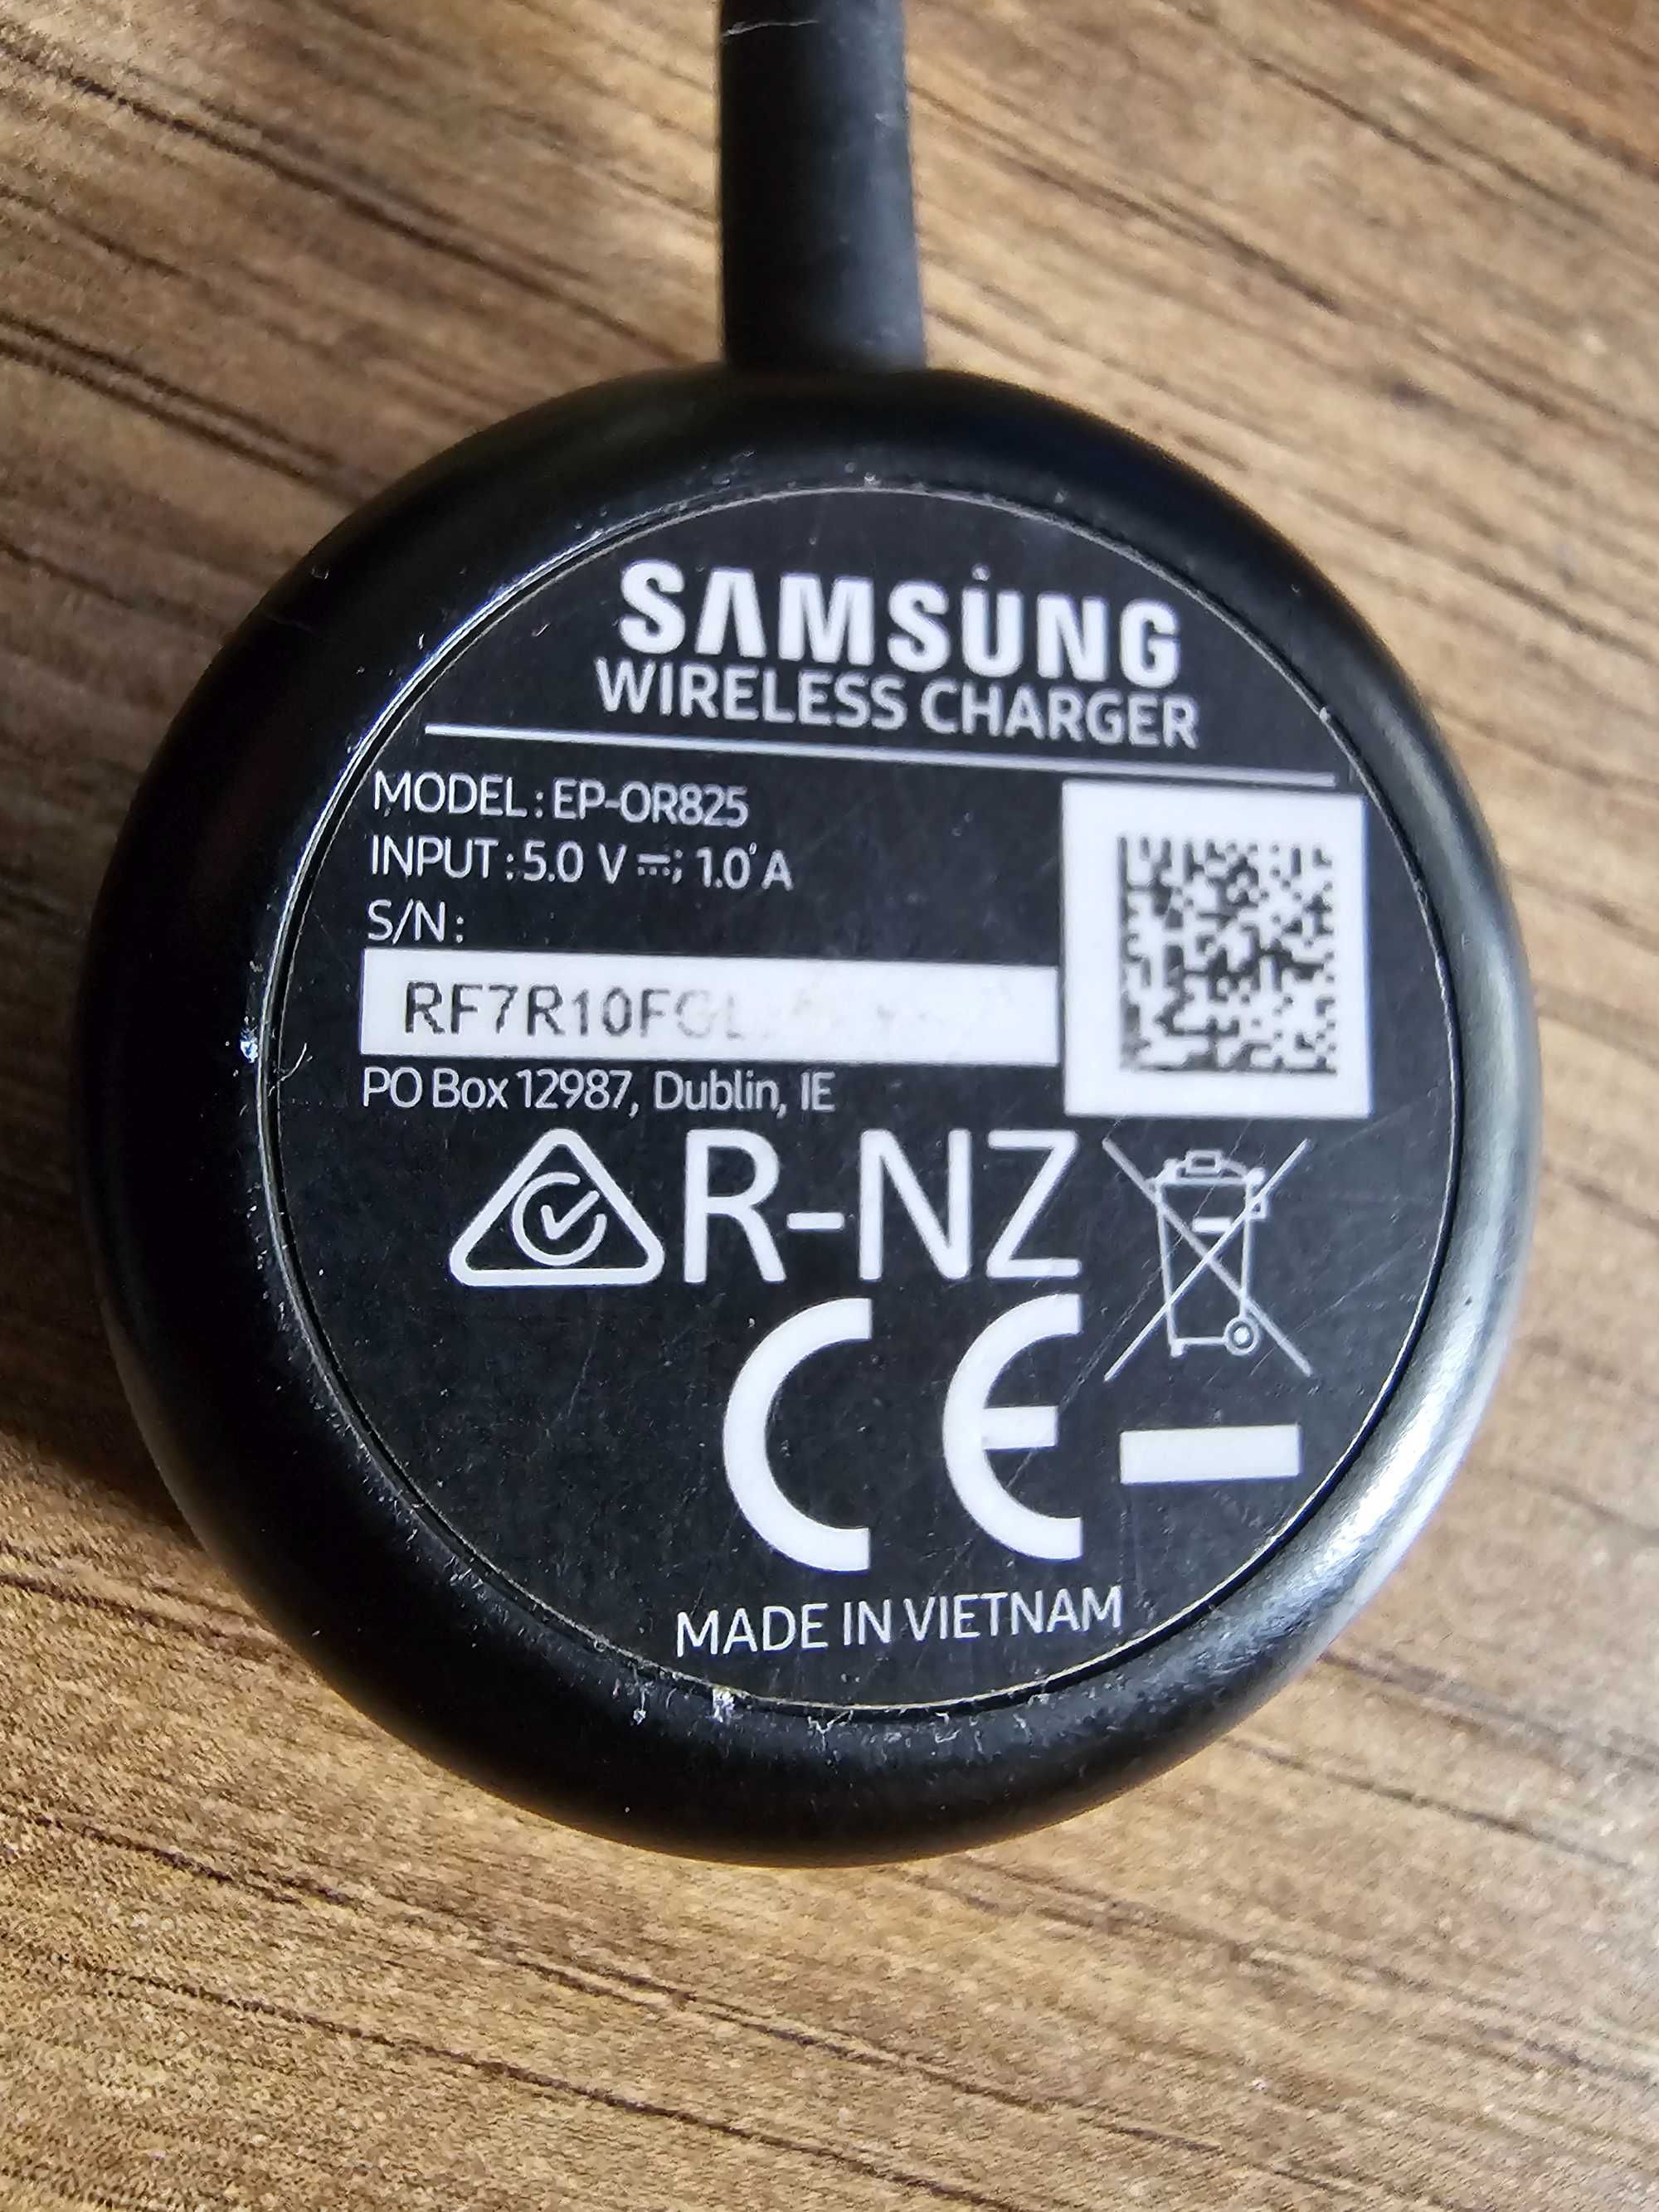 SAMSUNG
WIRELESS CHARGER
MODEL : EP-OR825
INPUT : 5.0 V ⎓; 1.0 A
S/N :
PO Box 12987, Dublin, IE
R-NZ
CE
MADE IN VIETNAM